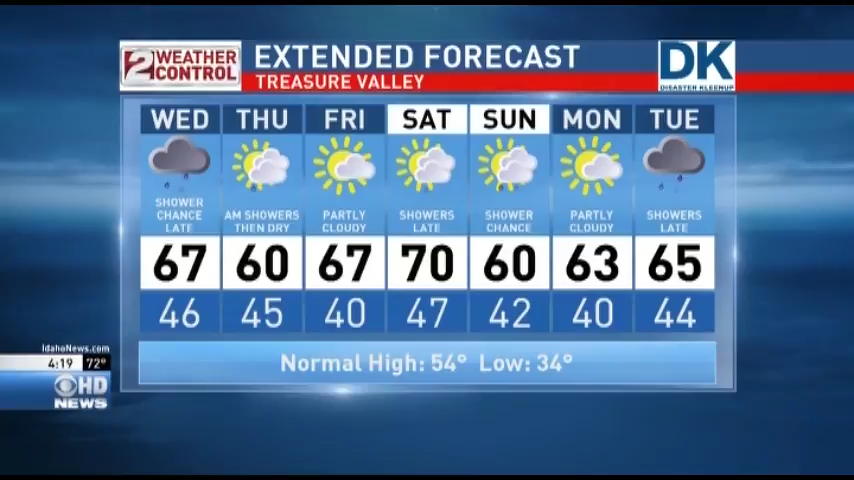 2 WEATHER CONTROL
EXTENDED FORECAST
TREASURE VALLEY
DK
DISASTER KLEENUP
WED THU FRI SAT SUN MON TUE
SHOWER CHANCE LATE
AM SHOWERS THEN DRY
PARTLY CLOUDY
SHOWERS LATE
SHOWER CHANCE
PARTLY CLOUDY
SHOWERS LATE
67 60 67 70 60 63 65
46 45 40 47 42 40 44
Normal High: 54° Low: 34°
IdahoNews.com
4:19 72°
HD
NEWS